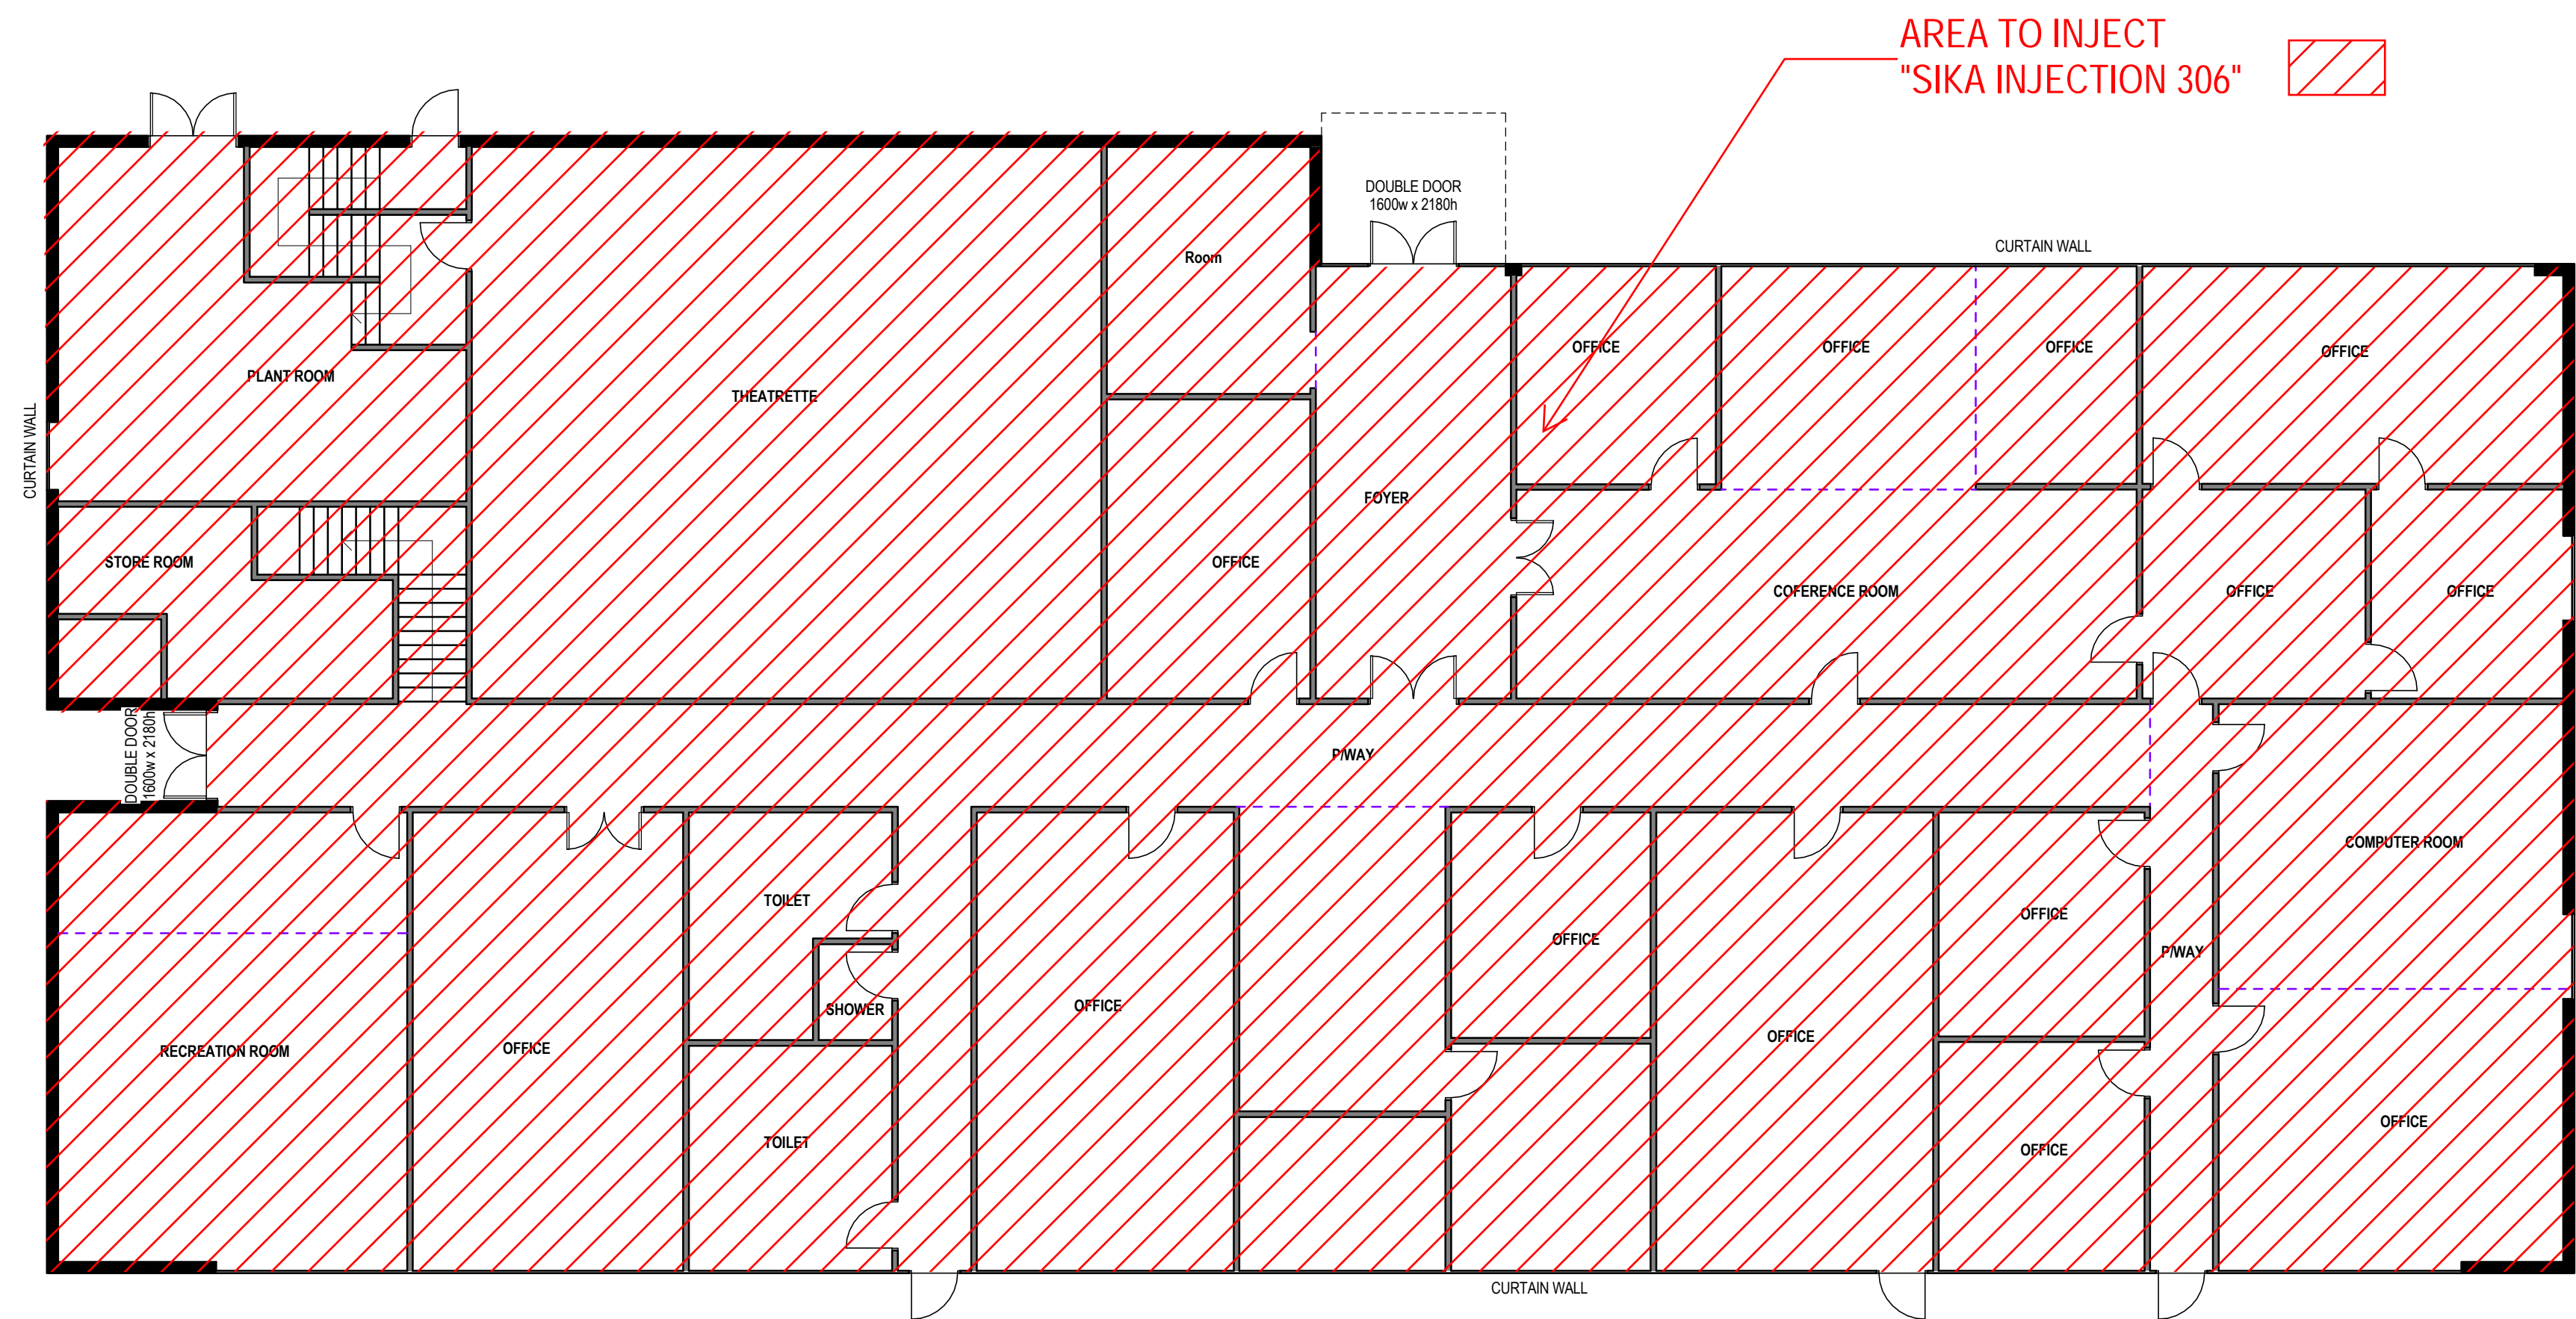 AREA TO INJECT
"SIKA INJECTION 306"
DOUBLE DOOR
1600w x 2180h
CURTAIN WALL
Room
OFFICE
OFFICE
OFFICE
OFFICE
PLANT ROOM
THEATRETTE
CURTAIN WALL
FOYER
STORE ROOM
OFFICE
COFERENCE ROOM
OFFICE
OFFICE
DOUBLE DOOR
1600w x 2180h
P/WAY
COMPUTER ROOM
TOILET
OFFICE
OFFICE
P/WAY
SHOWER
OFFICE
OFFICE
RECREATION ROOM
OFFICE
TOILET
OFFICE
OFFICE
CURTAIN WALL